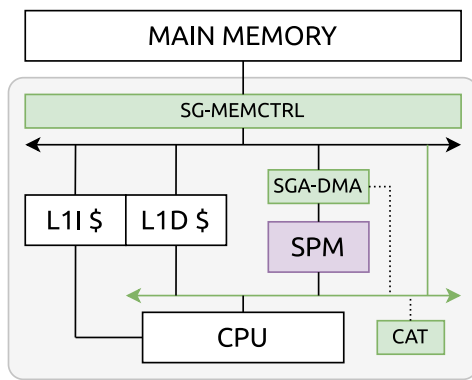 MAIN MEMORY
SG-MEMCTRL
SGA-DMA
L1I $ L1D $
SPM
CPU
CAT